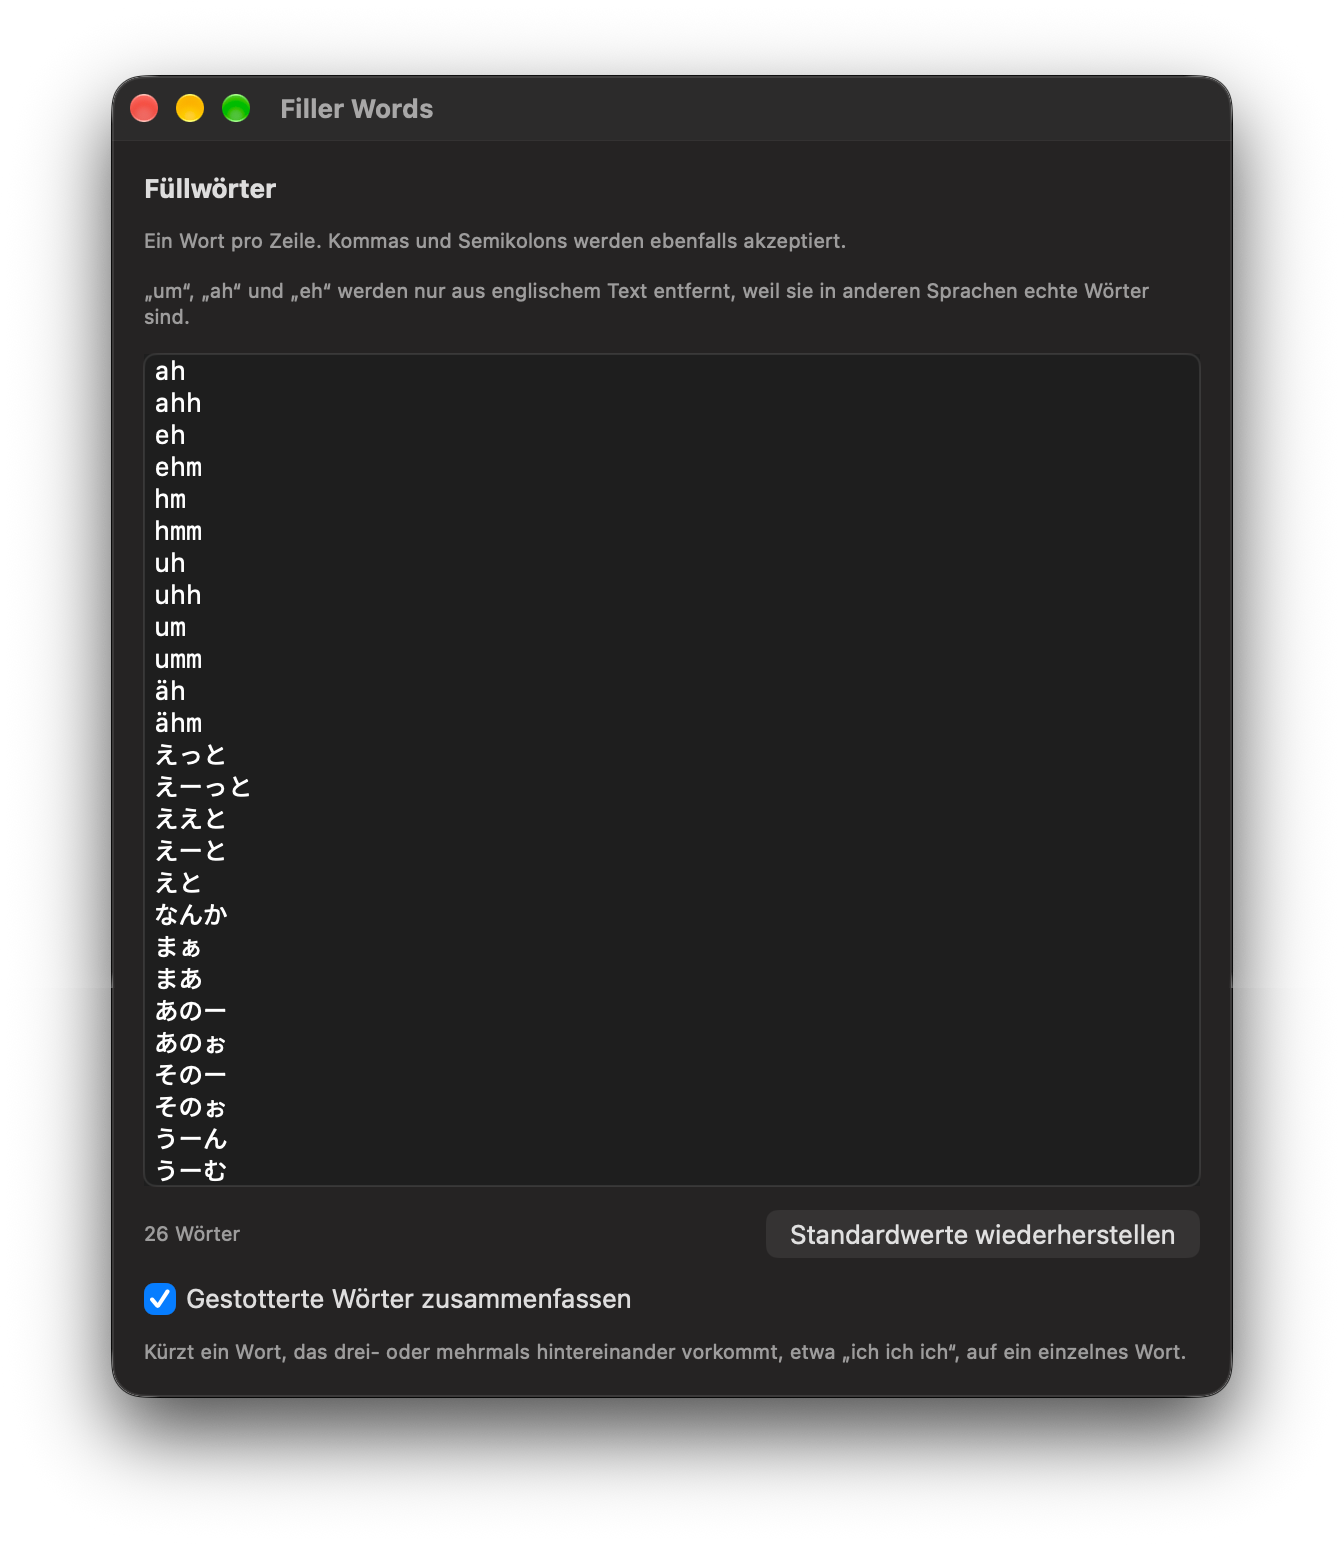 Filler Words
Füllwörter
Ein Wort pro Zeile. Kommas und Semikolons werden ebenfalls akzeptiert.
„um“, „ah“ und „eh“ werden nur aus englischem Text entfernt, weil sie in anderen Sprachen echte Wörter
sind.
ah
ahh
eh
ehm
hm
hmm
uh
uhh
um
umm
äh
ähm
えっと
えーっと
ええと
えーと
えと
なんか
まぁ
まあ
あのー
あのぉ
そのー
そのぉ
うーん
うーむ
26 Wörter
Standardwerte wiederherstellen
Gestotterte Wörter zusammenfassen
Kürzt ein Wort, das drei- oder mehrmals hintereinander vorkommt, etwa „ich ich ich“, auf ein einzelnes Wort.